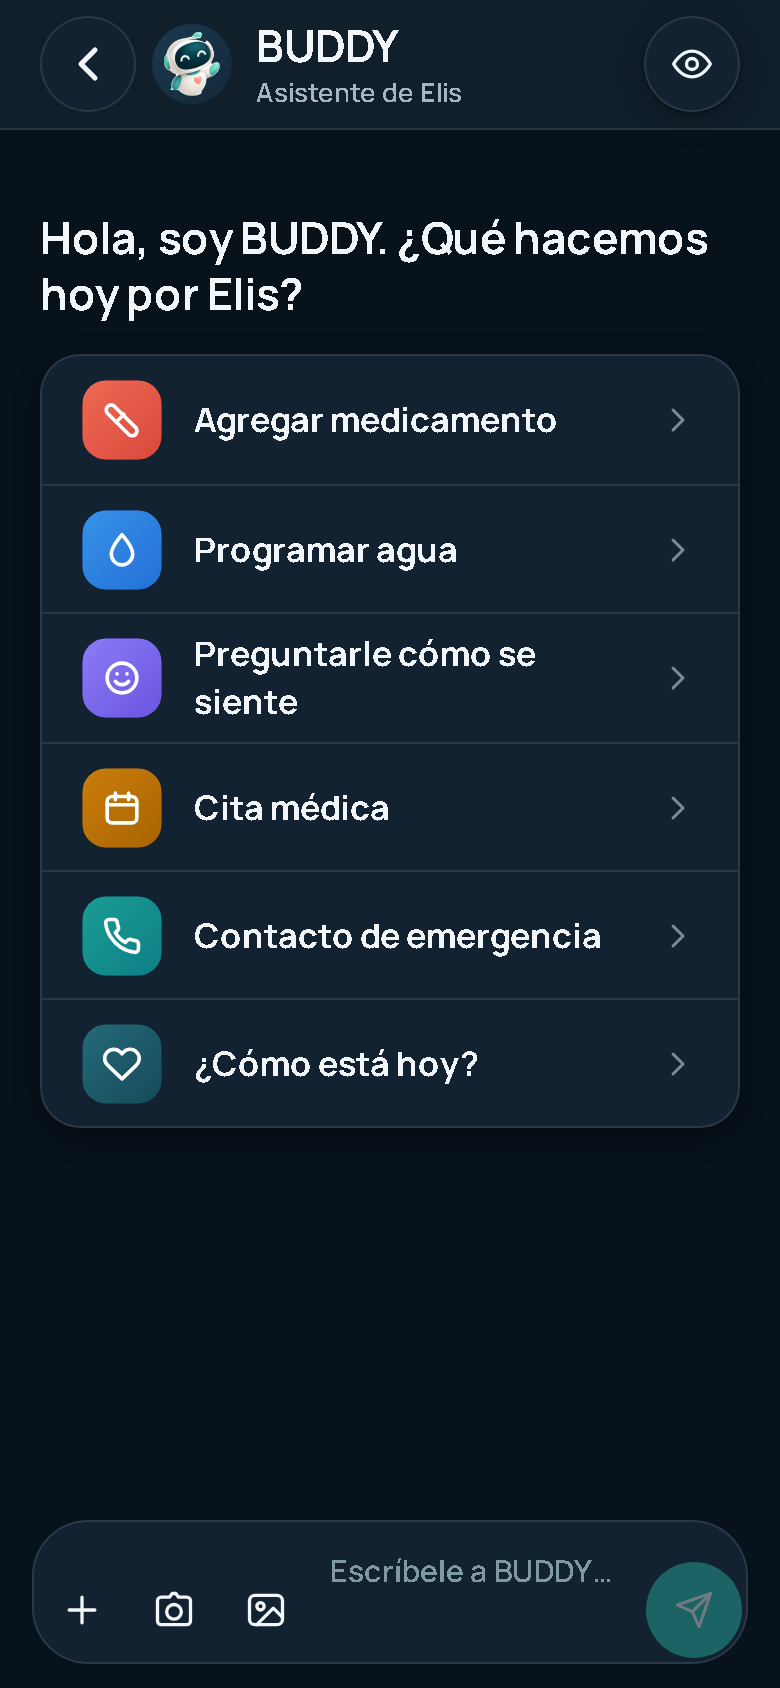 BUDDY
Asistente de Elis
Hola, soy BUDDY. ¿Qué hacemos
hoy por Elis?
Agregar medicamento
Programar agua
Preguntarle cómo se
siente
Cita médica
Contacto de emergencia
¿Cómo está hoy?
Escríbele a BUDDY...